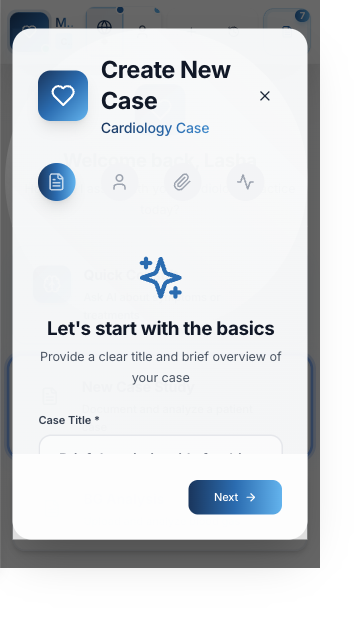 M..
7
Create New
Case
Cardiology Case
Let's start with the basics
Provide a clear title and brief overview of
your case
Case Title *
Next